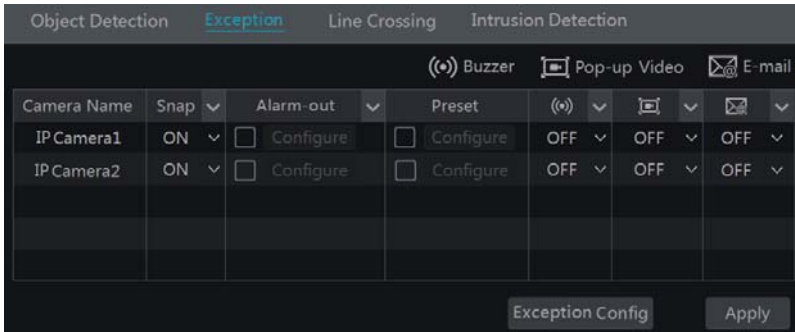 Object Detection Exception Line Crossing Intrusion Detection
Buzzer Pop-up Video E-mail
Camera Name Snap Alarm-out Preset
IP Camera1 ON Configure Configure OFF OFF OFF
IP Camera2 ON Configure Configure OFF OFF OFF
Exception Config Apply